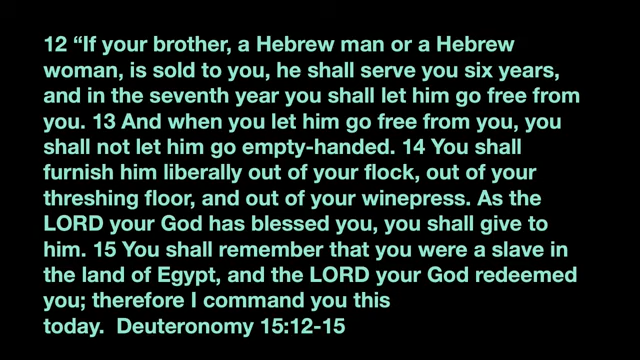 12 “If your brother, a Hebrew man or a Hebrew
woman, is sold to you, he shall serve you six years,
and in the seventh year you shall let him go free from
you. 13 And when you let him go free from you, you
shall not let him go empty-handed. 14 You shall
furnish him liberally out of your flock, out of your
threshing floor, and out of your winepress. As the
LORD your God has blessed you, you shall give to
him. 15 You shall remember that you were a slave in
the land of Egypt, and the LORD your God redeemed
you; therefore I command you this
today.  Deuteronomy 15:12-15